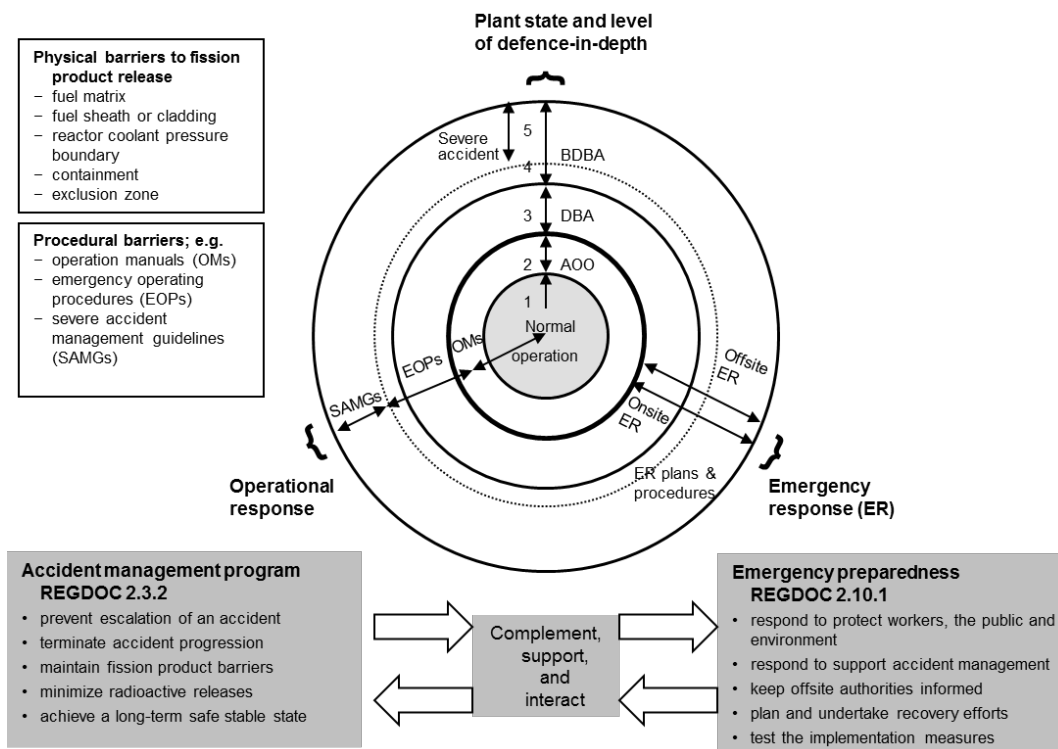 Plant state and level
of defence-in-depth
Physical barriers to fission
product release
– fuel matrix
– fuel sheath or cladding
– reactor coolant pressure
boundary
– containment
– exclusion zone
Procedural barriers; e.g.
– operation manuals (OMs)
– emergency operating
procedures (EOPs)
– severe accident
management guidelines
(SAMGs)
Severe
accident
5
4
BDBA
3
DBA
2
AOO
1
Normal
operation
OMs
EOPs
SAMGs
Offsite
ER
Onsite
ER
ER plans &
procedures
Operational
response
Emergency
response (ER)
Accident management program
REGDOC 2.3.2
• prevent escalation of an accident
• terminate accident progression
• maintain fission product barriers
• minimize radioactive releases
• achieve a long-term safe stable state
Complement,
support,
and
interact
Emergency preparedness
REGDOC 2.10.1
• respond to protect workers, the public and
environment
• respond to support accident management
• keep offsite authorities informed
• plan and undertake recovery efforts
• test the implementation measures